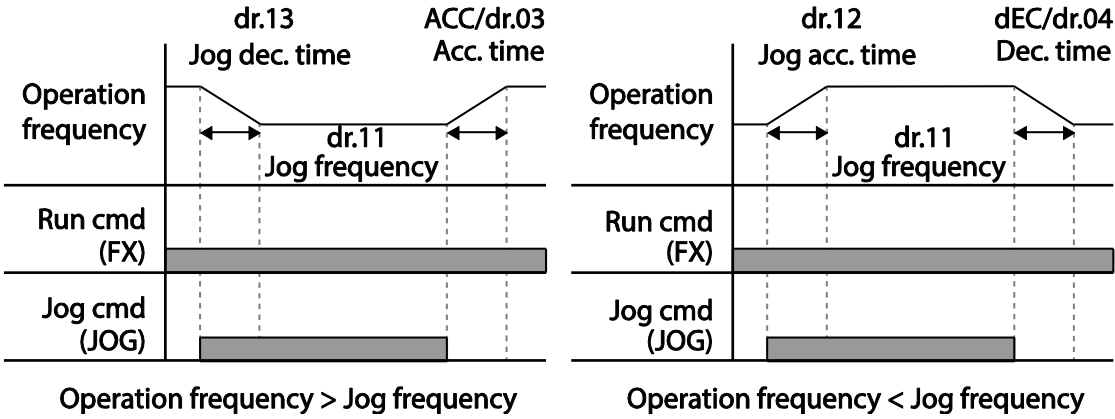 dr.13
Jog dec. time
ACC/dr.03
Acc. time
Operation
frequency
dr.11
Jog frequency
Run cmd
(FX)
Jog cmd
(JOG)
Operation frequency > Jog frequency
dr.12
Jog acc. time
dEC/dr.04
Dec. time
Operation
frequency
dr.11
Jog frequency
Run cmd
(FX)
Jog cmd
(JOG)
Operation frequency < Jog frequency